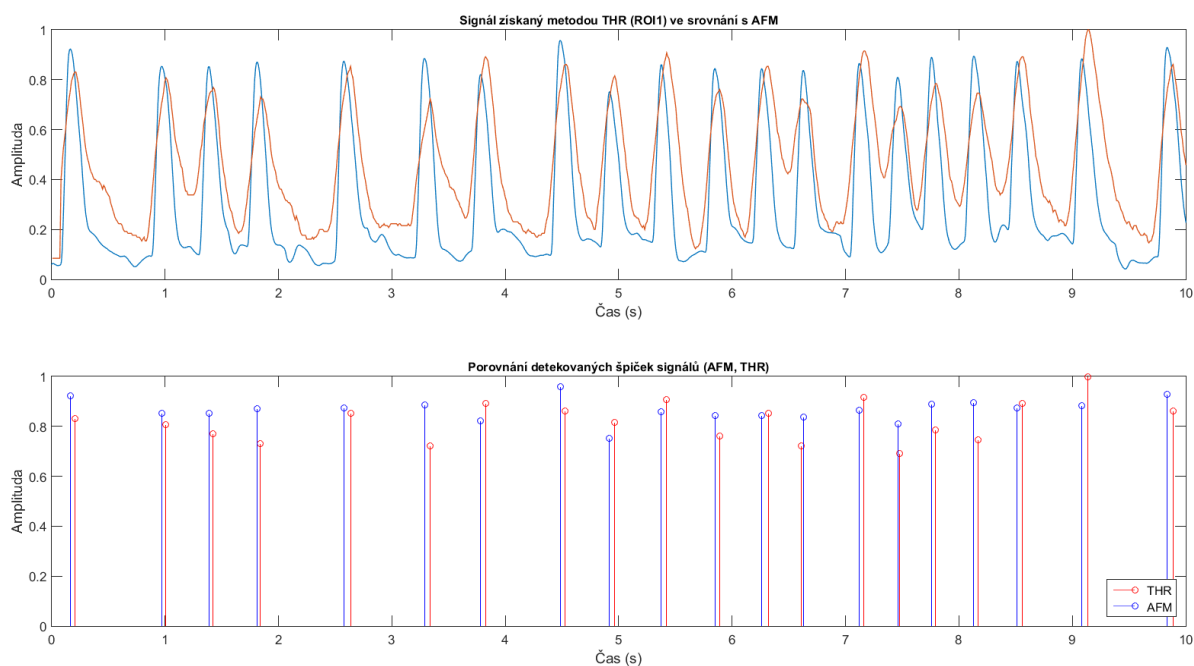 Signál získaný metodou THR (ROI1) ve srovnání s AFM
1
0.8
0.6
0.4
0.2
0
Amplituda
0 1 2 3 4 5 6 7 8 9 10
Čas (s)
Porovnání detekovaných špiček signálů (AFM, THR)
1
0.8
0.6
0.4
0.2
0
Amplituda
THR
AFM
0 1 2 3 4 5 6 7 8 9 10
Čas (s)